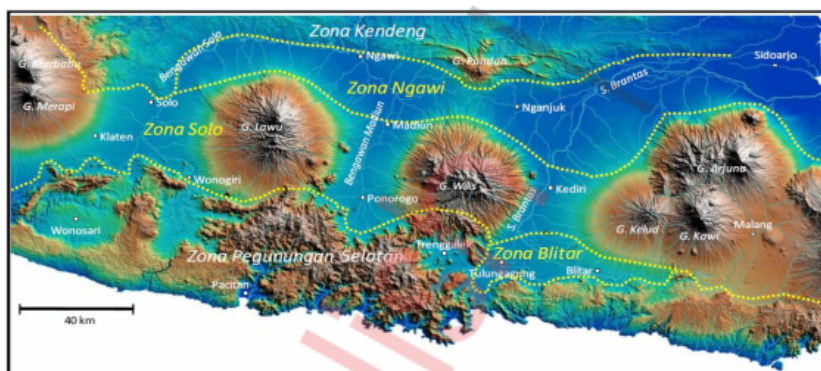 Zona Kendeng
Bengawan Solo
Ngawi
G. Pandan
Sidoarjo
G. Merbabu
Zona Ngawi
S. Brantas
G. Merapi
Solo
Nganjuk
Zona Solo
G. Lawu
Madiun
Klaten
Bengawan Madiun
G. Arjuna
Wonogiri
G. Wilis
Kediri
Ponorogo
S. Brantas
G. Kelud
G. Kawi
Malang
Wonosari
Zona Pegunungan Selatan
Trenggalek
Zona Blitar
Tulungagung
Blitar
Pacitan
40 km